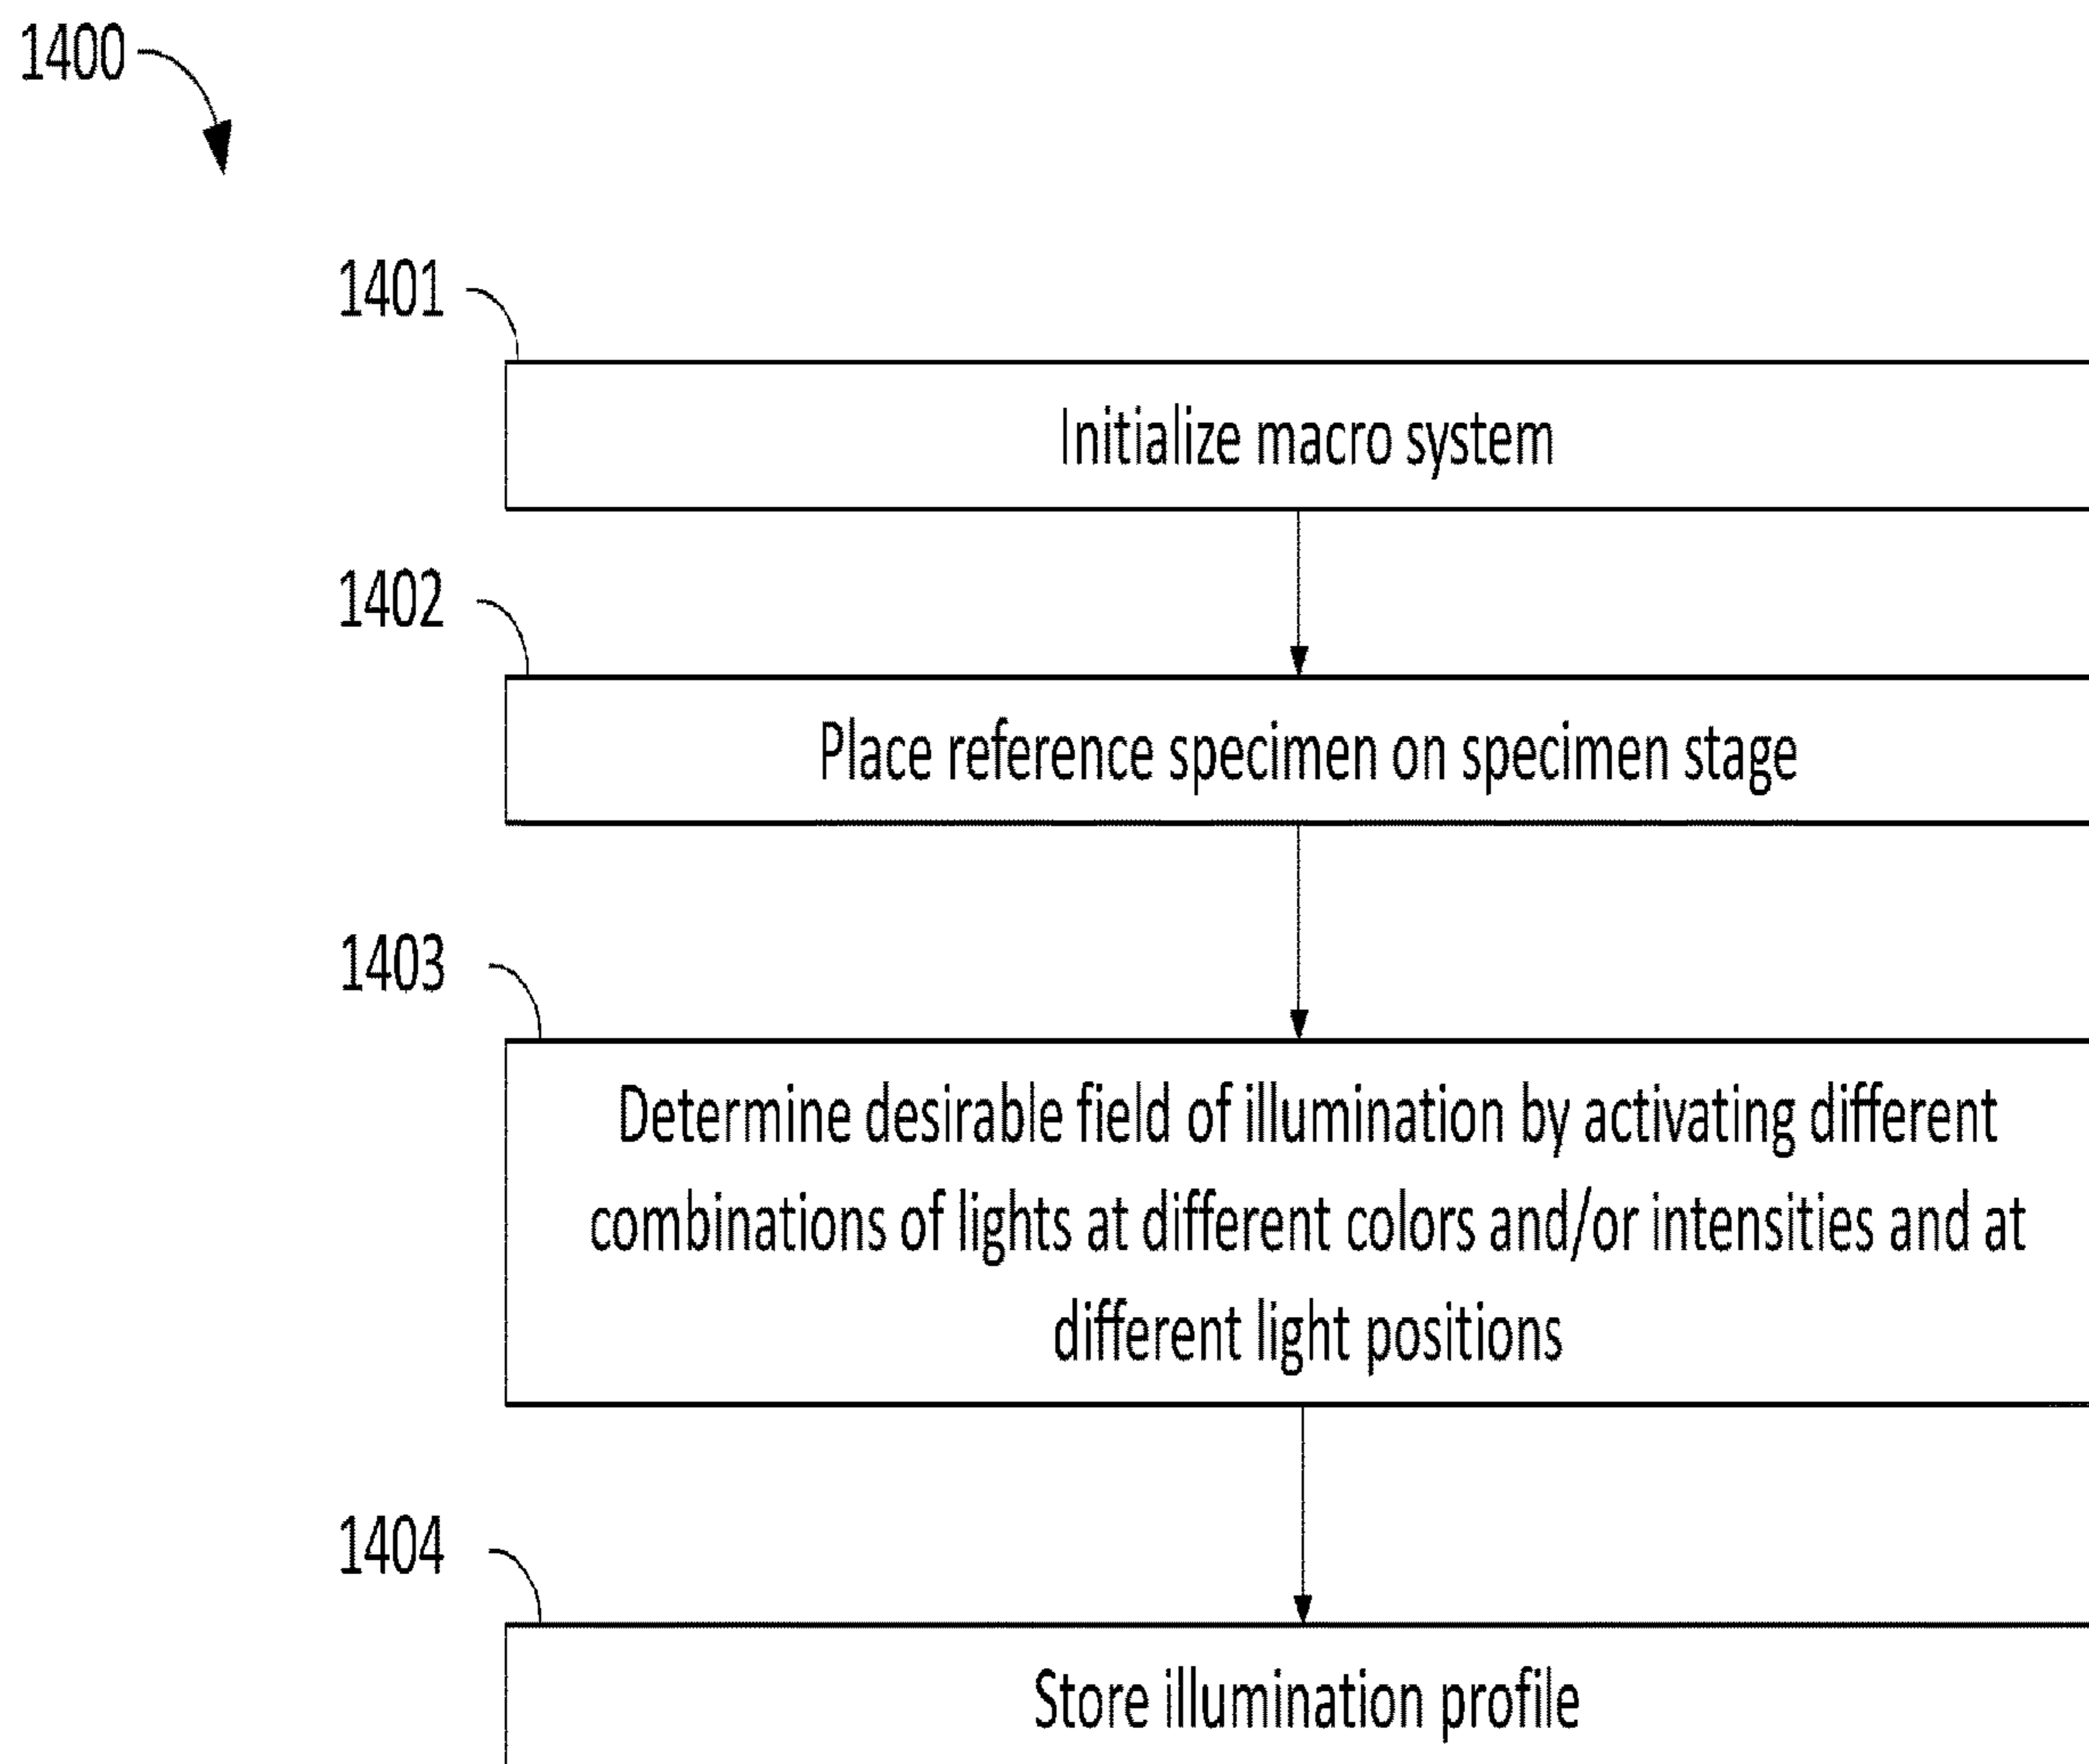 1400
1401
Initialize macro system
1402
Place reference specimen on specimen stage
1403
Determine desirable field of illumination by activating different
combinations of lights at different colors and/or intensities and at
different light positions
1404
Store illumination profile